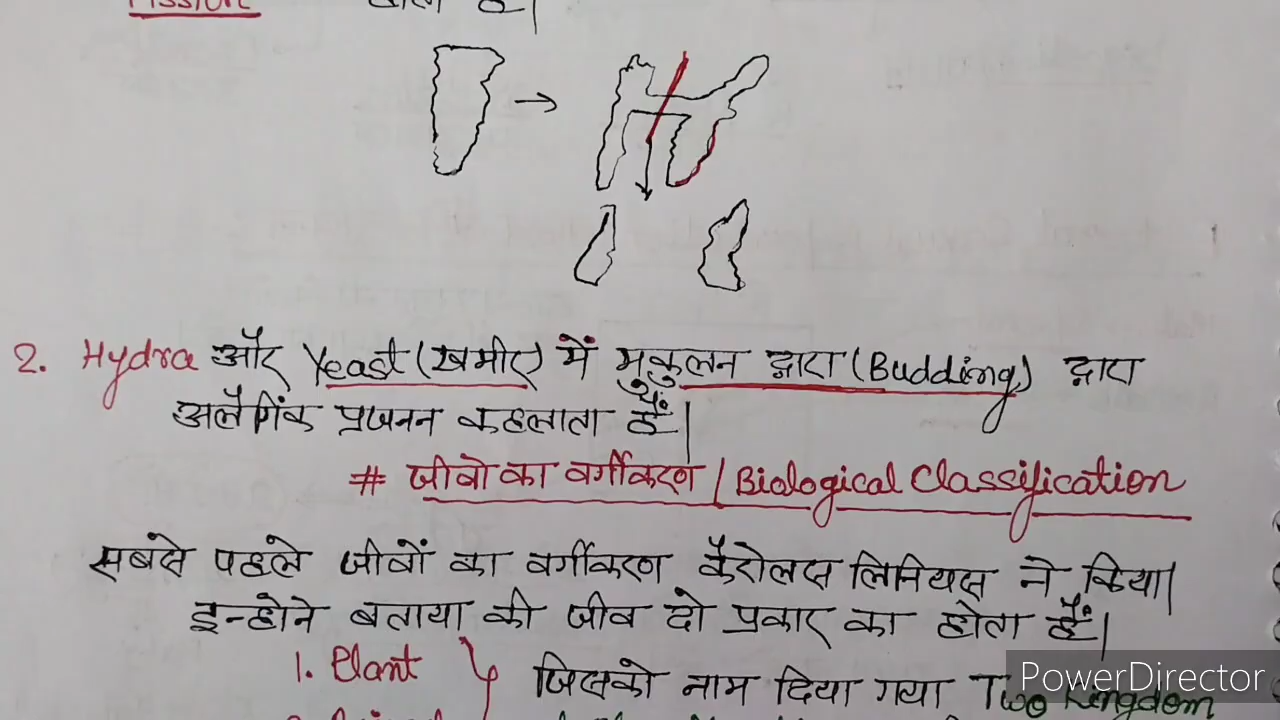 Fission होता है|
2. Hydra और Yeast (खमीर) में मुकुलन द्वारा (Budding) द्वारा
अलैगिंक प्रजनन कहलाता हैं|
# जीवो का वर्गीकरण / Biological Classification
सबसे पहले जीवों का वर्गीकरण कैरोलस लिनियस ने किया|
इन्होने बताया की जीव दो प्रकार का होता हैं|
1. Plant जिसको नाम दिया गया Two Kingdom
PowerDirector